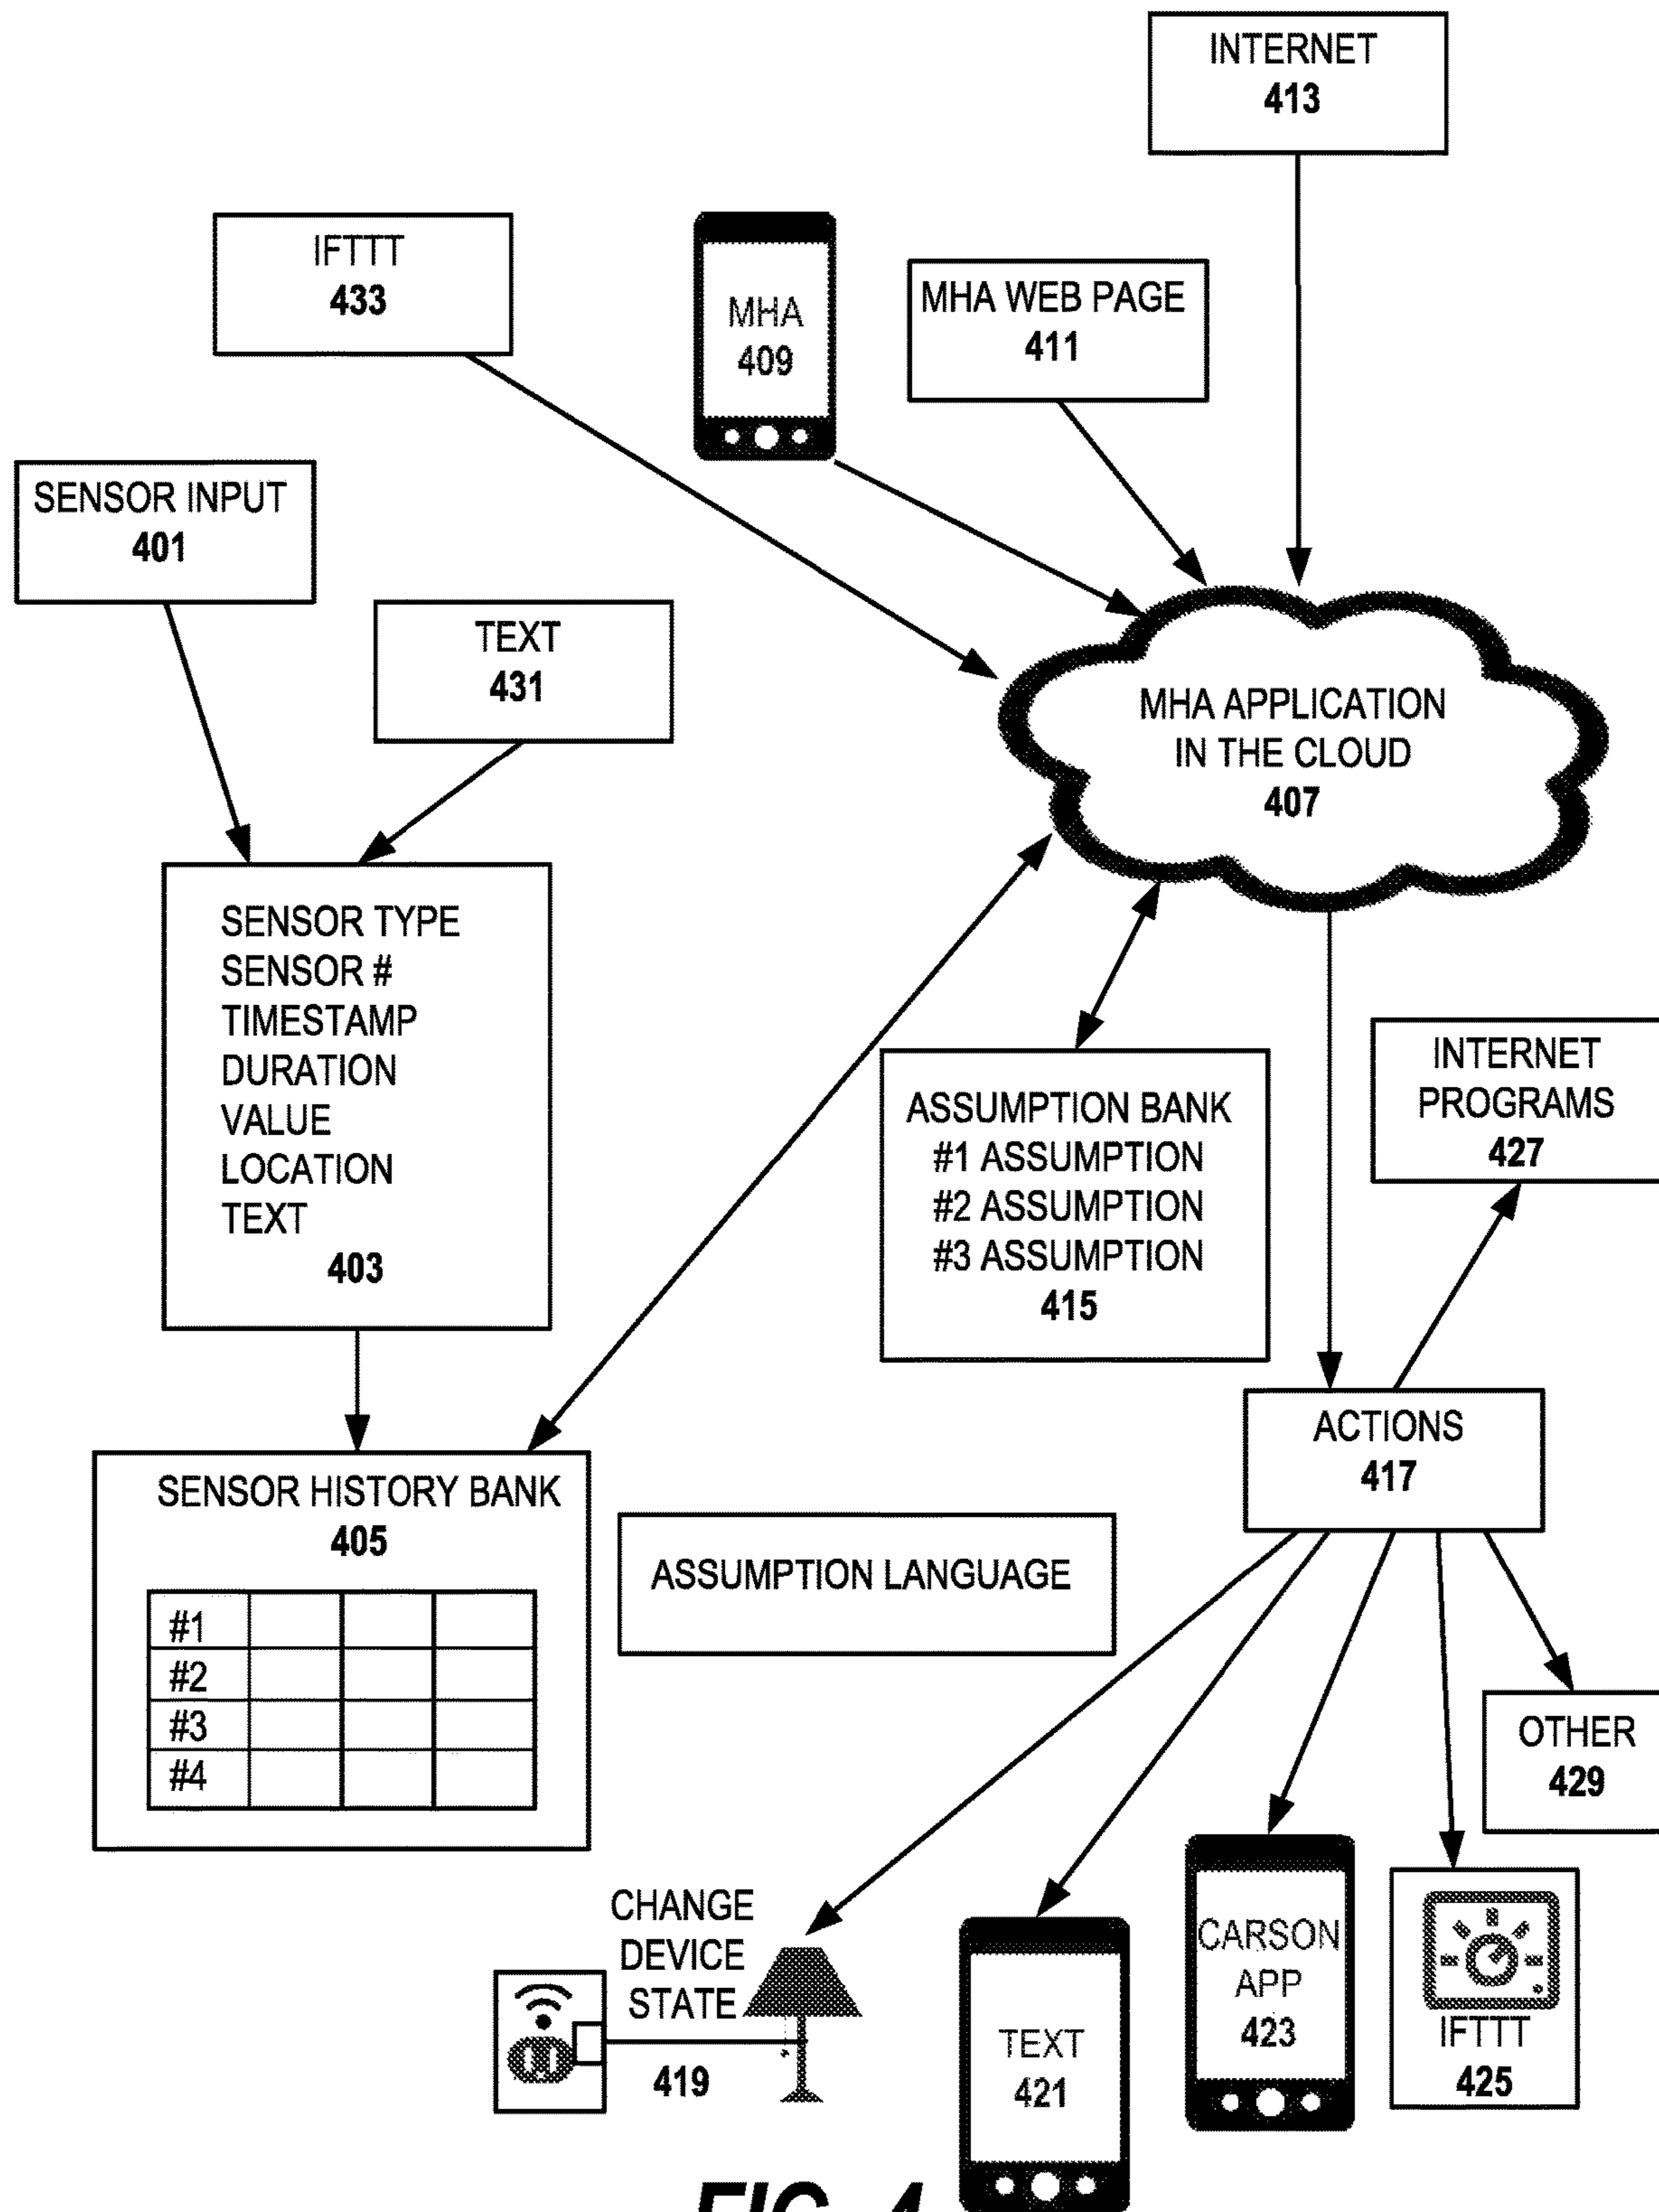 INTERNET
413
IFTTT
433
MHA
409
MHA WEB PAGE
411
SENSOR INPUT
401
TEXT
431
MHA APPLICATION
IN THE CLOUD
407
SENSOR TYPE
SENSOR #
TIMESTAMP
DURATION
VALUE
LOCATION
TEXT
403
ASSUMPTION BANK
#1 ASSUMPTION
#2 ASSUMPTION
#3 ASSUMPTION
415
INTERNET
PROGRAMS
427
ACTIONS
417
SENSOR HISTORY BANK
405
#1
#2
#3
#4
ASSUMPTION LANGUAGE
OTHER
429
CHANGE
DEVICE
STATE
419
TEXT
421
CARSON
APP
423
IFTTT
425
FIG. 4